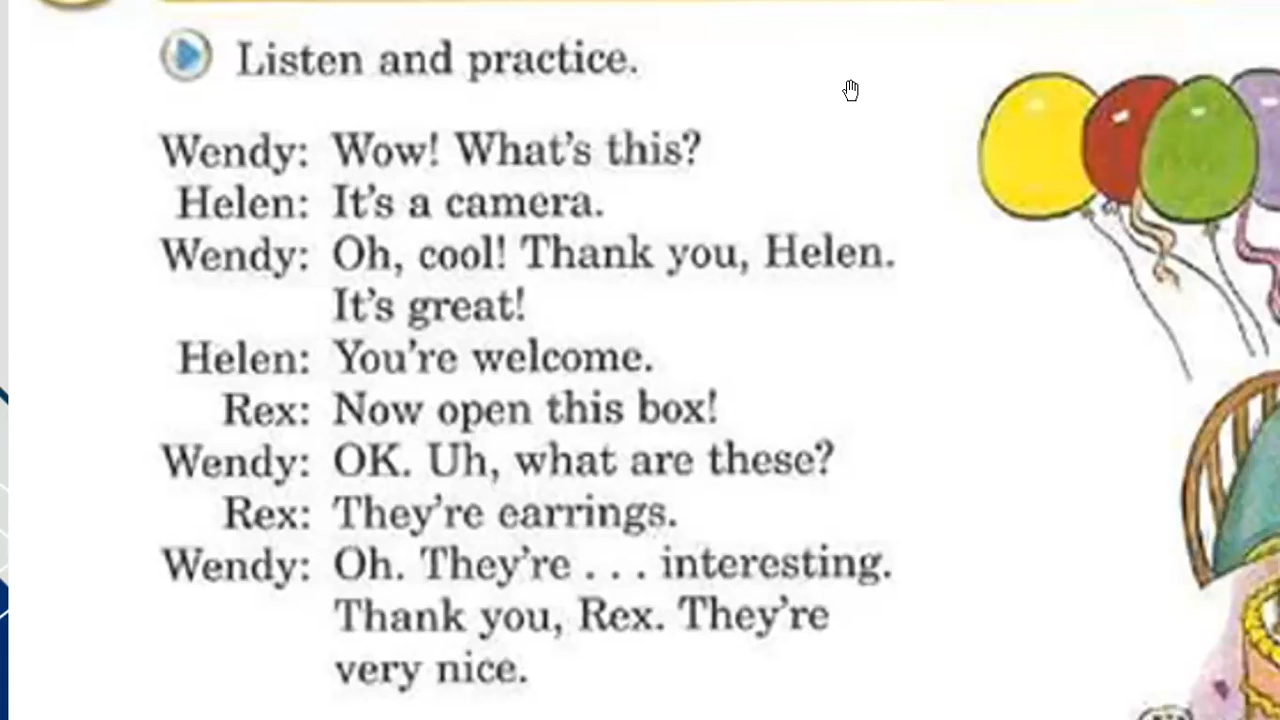 Listen and practice.
Wendy: Wow! What's this?
Helen: It's a camera.
Wendy: Oh, cool! Thank you, Helen.
It's great!
Helen: You're welcome.
Rex: Now open this box!
Wendy: OK. Uh, what are these?
Rex: They're earrings.
Wendy: Oh. They're . . . interesting.
Thank you, Rex. They're
very nice.